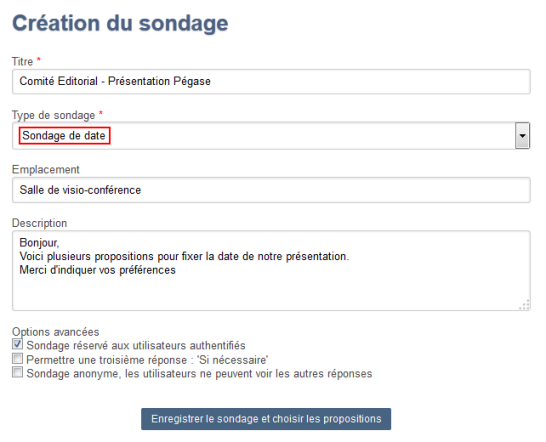 Création du sondage
Titre *
Comité Editorial - Présentation Pégase
Type de sondage *
Sondage de date
Emplacement
Salle de visio-conférence
Description
Bonjour,
Voici plusieurs propositions pour fixer la date de notre présentation.
Merci d'indiquer vos préférences
Options avancées
Sondage réservé aux utilisateurs authentifiés
Permettre une troisième réponse : 'Si nécessaire'
Sondage anonyme, les utilisateurs ne peuvent voir les autres réponses
Enregistrer le sondage et choisir les propositions